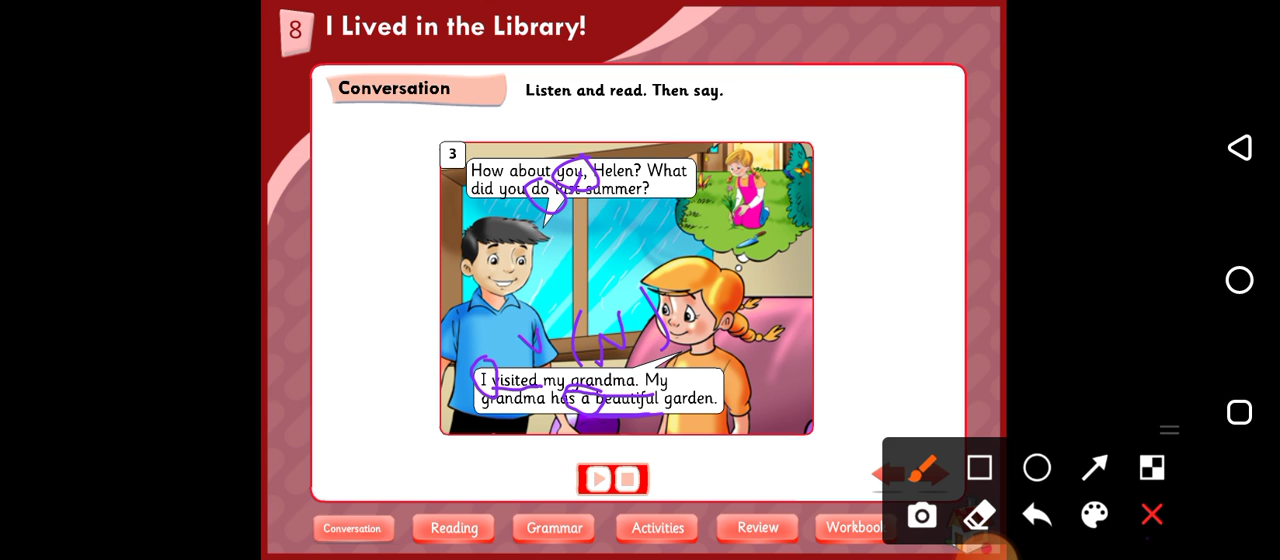 8 I Lived in the Library!
Conversation
Listen and read. Then say.
3
How about you, Helen? What
did you do last summer?
V (N)
I visited my grandma. My
grandma has a beautiful garden.
Conversation Reading Grammar Activities Review Workbook